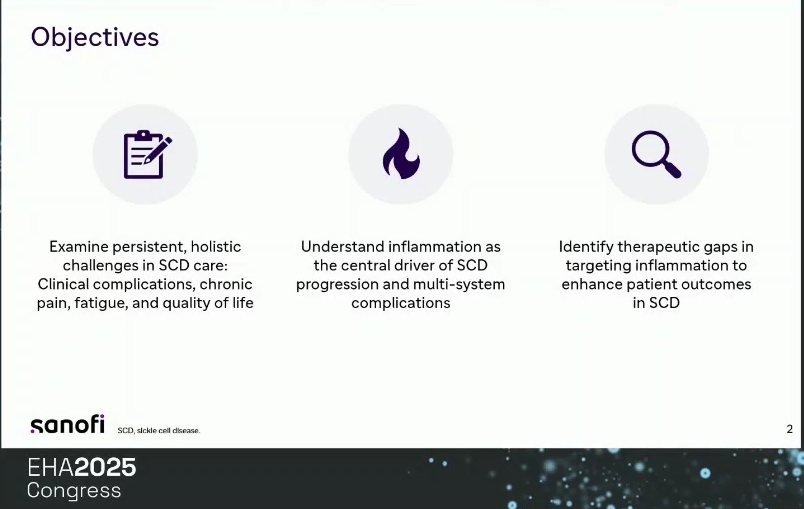 Objectives
Examine persistent, holistic
challenges in SCD care:
Clinical complications, chronic
pain, fatigue, and quality of life
Understand inflammation as
the central driver of SCD
progression and multi-system
complications
Identify therapeutic gaps in
targeting inflammation to
enhance patient outcomes
in SCD
sanofi
SCD, sickle cell disease.
2
EHA2025
Congress